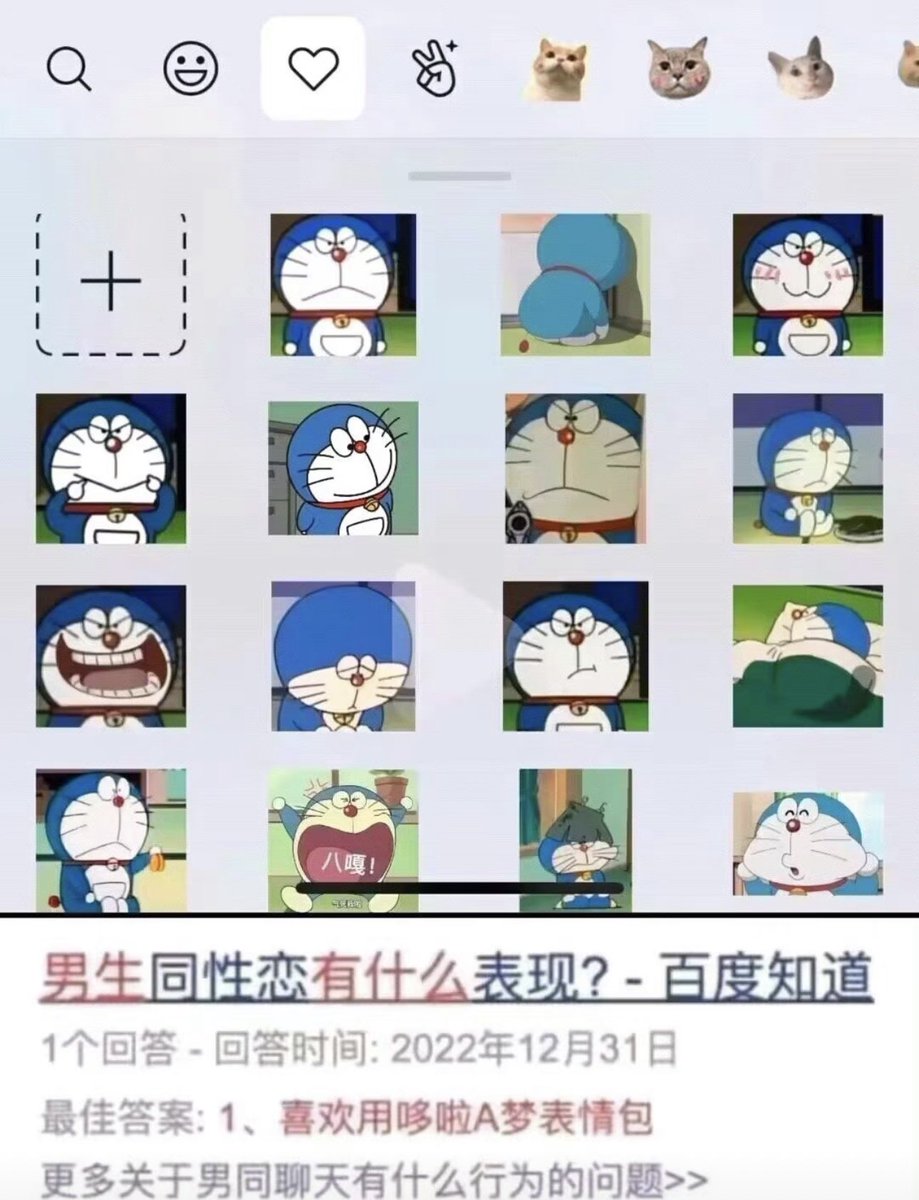 八嘎!
男生同性恋有什么表现? - 百度知道
1个回答 - 回答时间: 2022年12月31日
最佳答案: 1、喜欢用哆啦A梦表情包
更多关于男同聊天有什么行为的问题>>